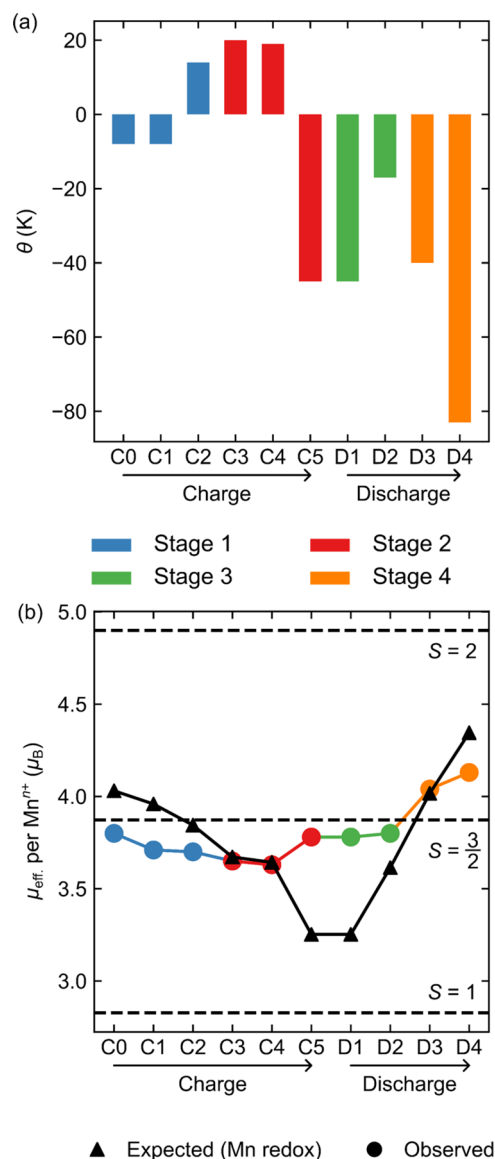 (a)
20
0
−20
−40
−60
−80
θ (K)
C0 C1 C2 C3 C4 C5 D1 D2 D3 D4
Charge Discharge
Stage 1 Stage 2
Stage 3 Stage 4
(b)
5.0
4.5
4.0
3.5
3.0
μeff. per Mnⁿ⁺ (μB)
S = 2
S = 3/2
S = 1
C0 C1 C2 C3 C4 C5 D1 D2 D3 D4
Charge Discharge
Expected (Mn redox) Observed